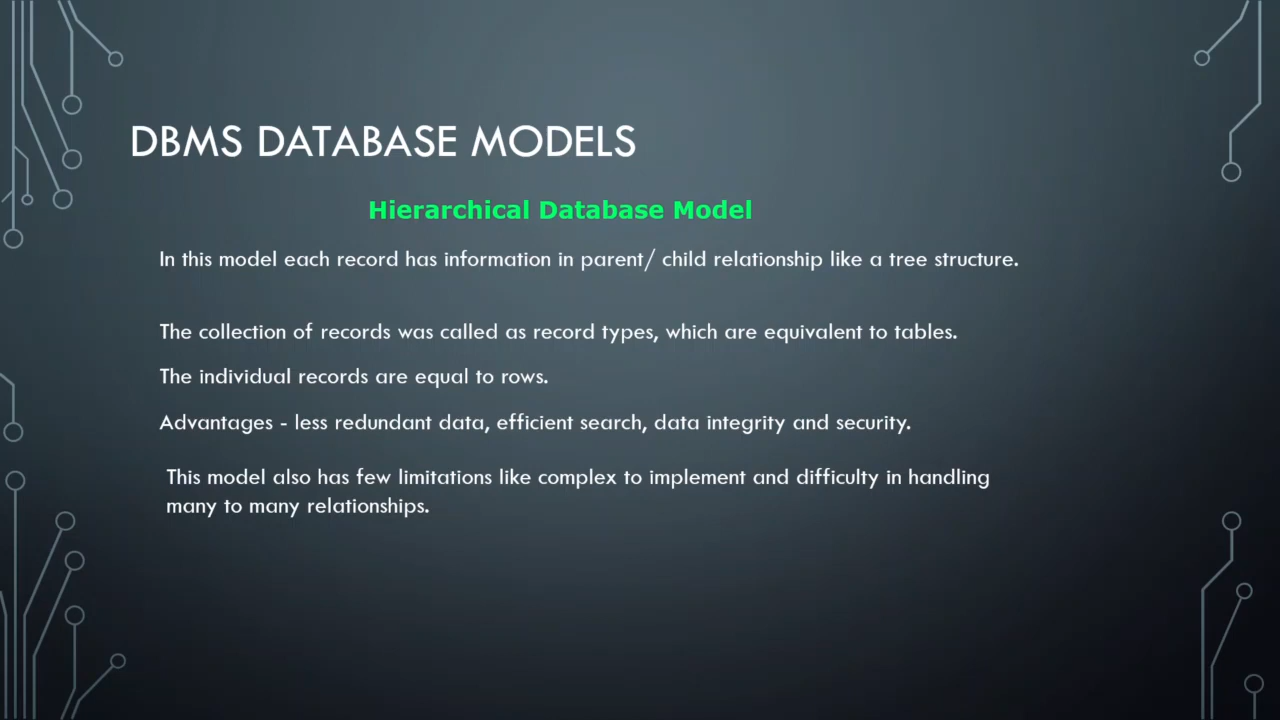 DBMS DATABASE MODELS
Hierarchical Database Model
In this model each record has information in parent/ child relationship like a tree structure.
The collection of records was called as record types, which are equivalent to tables.
The individual records are equal to rows.
Advantages - less redundant data, efficient search, data integrity and security.
This model also has few limitations like complex to implement and difficulty in handling
many to many relationships.